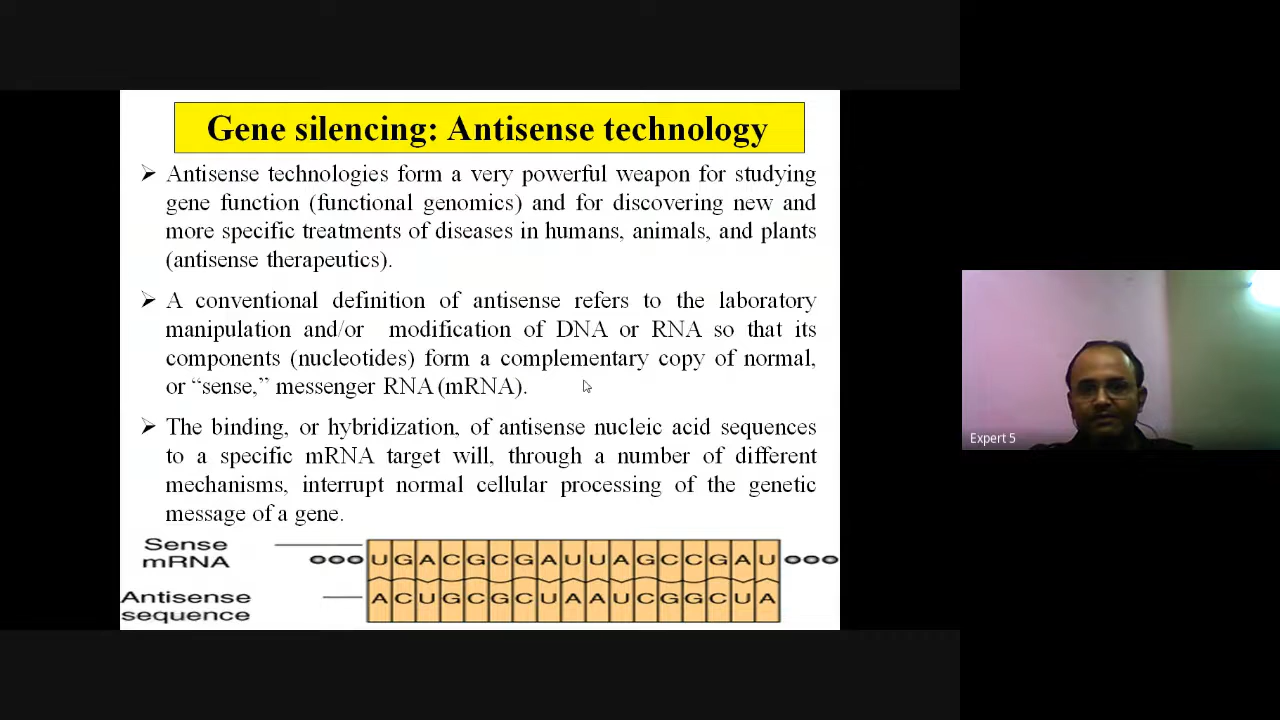 Gene silencing: Antisense technology
➢ Antisense technologies form a very powerful weapon for studying
gene function (functional genomics) and for discovering new and
more specific treatments of diseases in humans, animals, and plants
(antisense therapeutics).
➢ A conventional definition of antisense refers to the laboratory
manipulation and/or modification of DNA or RNA so that its
components (nucleotides) form a complementary copy of normal,
or “sense,” messenger RNA (mRNA).
➢ The binding, or hybridization, of antisense nucleic acid sequences
to a specific mRNA target will, through a number of different
mechanisms, interrupt normal cellular processing of the genetic
message of a gene.
Sense
mRNA
UGACGCGAUUAGCCGAU
Antisense
sequence
ACUGCGCUAAUCGGCUA
Expert 5